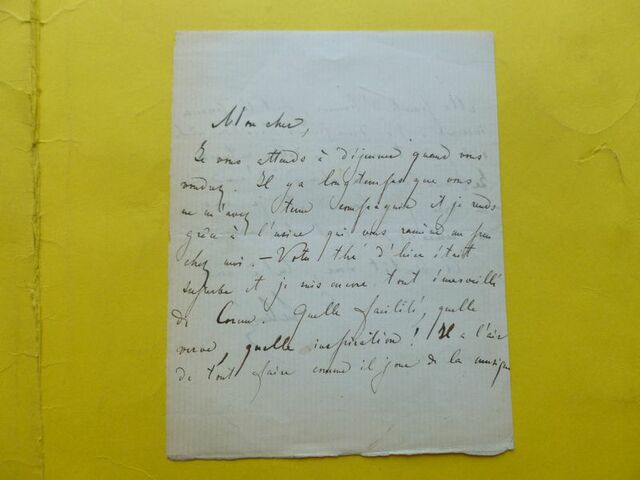 Mon cher,
Je vous attends à déjeuner quand vous
voudrez. Il y a longtemps que vous
ne m'avez tenu compagnie et je rends
grâce à l'usine qui vous ramène un peu
chez moi. - Votre thé d'hier était
superbe et je suis encore tout émerveillé
de Quelle facilité, quelle
verve, quelle inspiration ! Il a l'air
de tout faire comme il joue de la musique